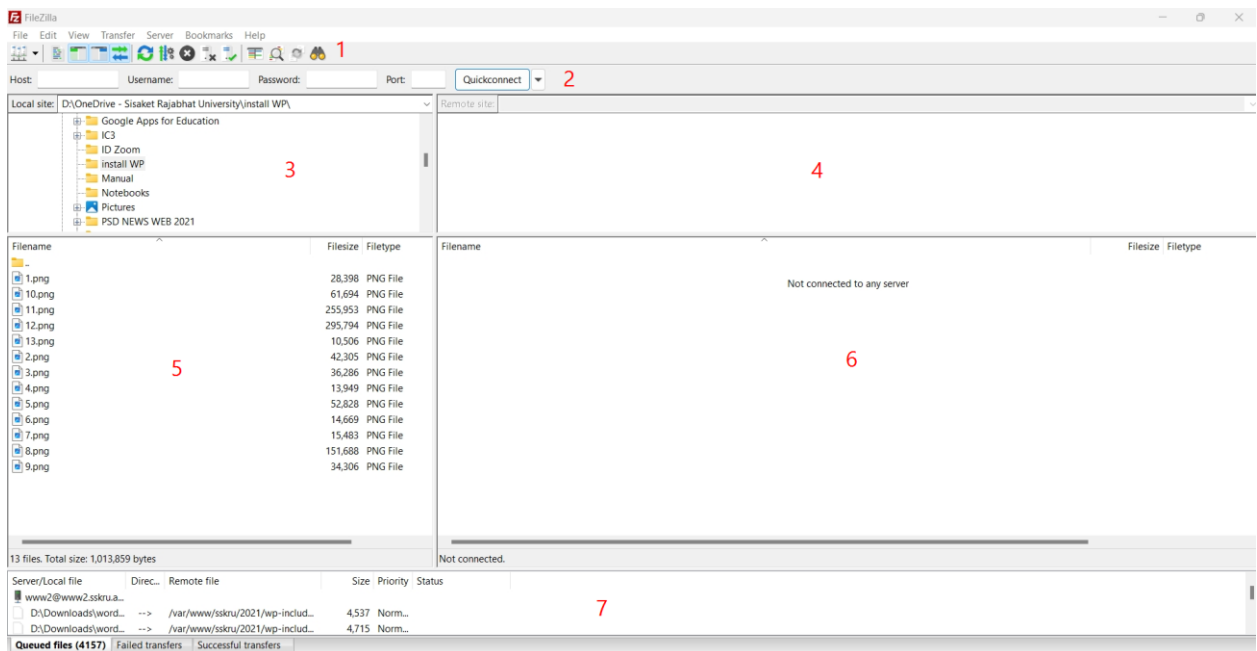 FileZilla
File Edit View Transfer Server Bookmarks Help
1
Host: Username: Password: Port: Quickconnect 2
Local site: D:\OneDrive - Sisaket Rajabhat University\install WP\ Remote site:
Google Apps for Education
IC3
ID Zoom
install WP
Manual
Notebooks
Pictures
PSD NEWS WEB 2021
3
4
Filename Filesize Filetype
..
1.png 28,398 PNG File
10.png 61,694 PNG File
11.png 255,953 PNG File
12.png 295,794 PNG File
13.png 10,506 PNG File
2.png 42,305 PNG File
3.png 36,286 PNG File
4.png 13,949 PNG File
5.png 52,828 PNG File
6.png 14,669 PNG File
7.png 15,483 PNG File
8.png 151,688 PNG File
9.png 34,306 PNG File
5
13 files. Total size: 1,013,859 bytes
Filename Filesize Filetype
Not connected to any server
6
Not connected.
Server/Local file Direc... Remote file Size Priority Status
www2@www2.sskru.a...
D:\Downloads\word... --> /var/www/sskru/2021/wp-includ... 4,537 Norm...
D:\Downloads\word... --> /var/www/sskru/2021/wp-includ... 4,715 Norm...
7
Queued files (4157) Failed transfers Successful transfers